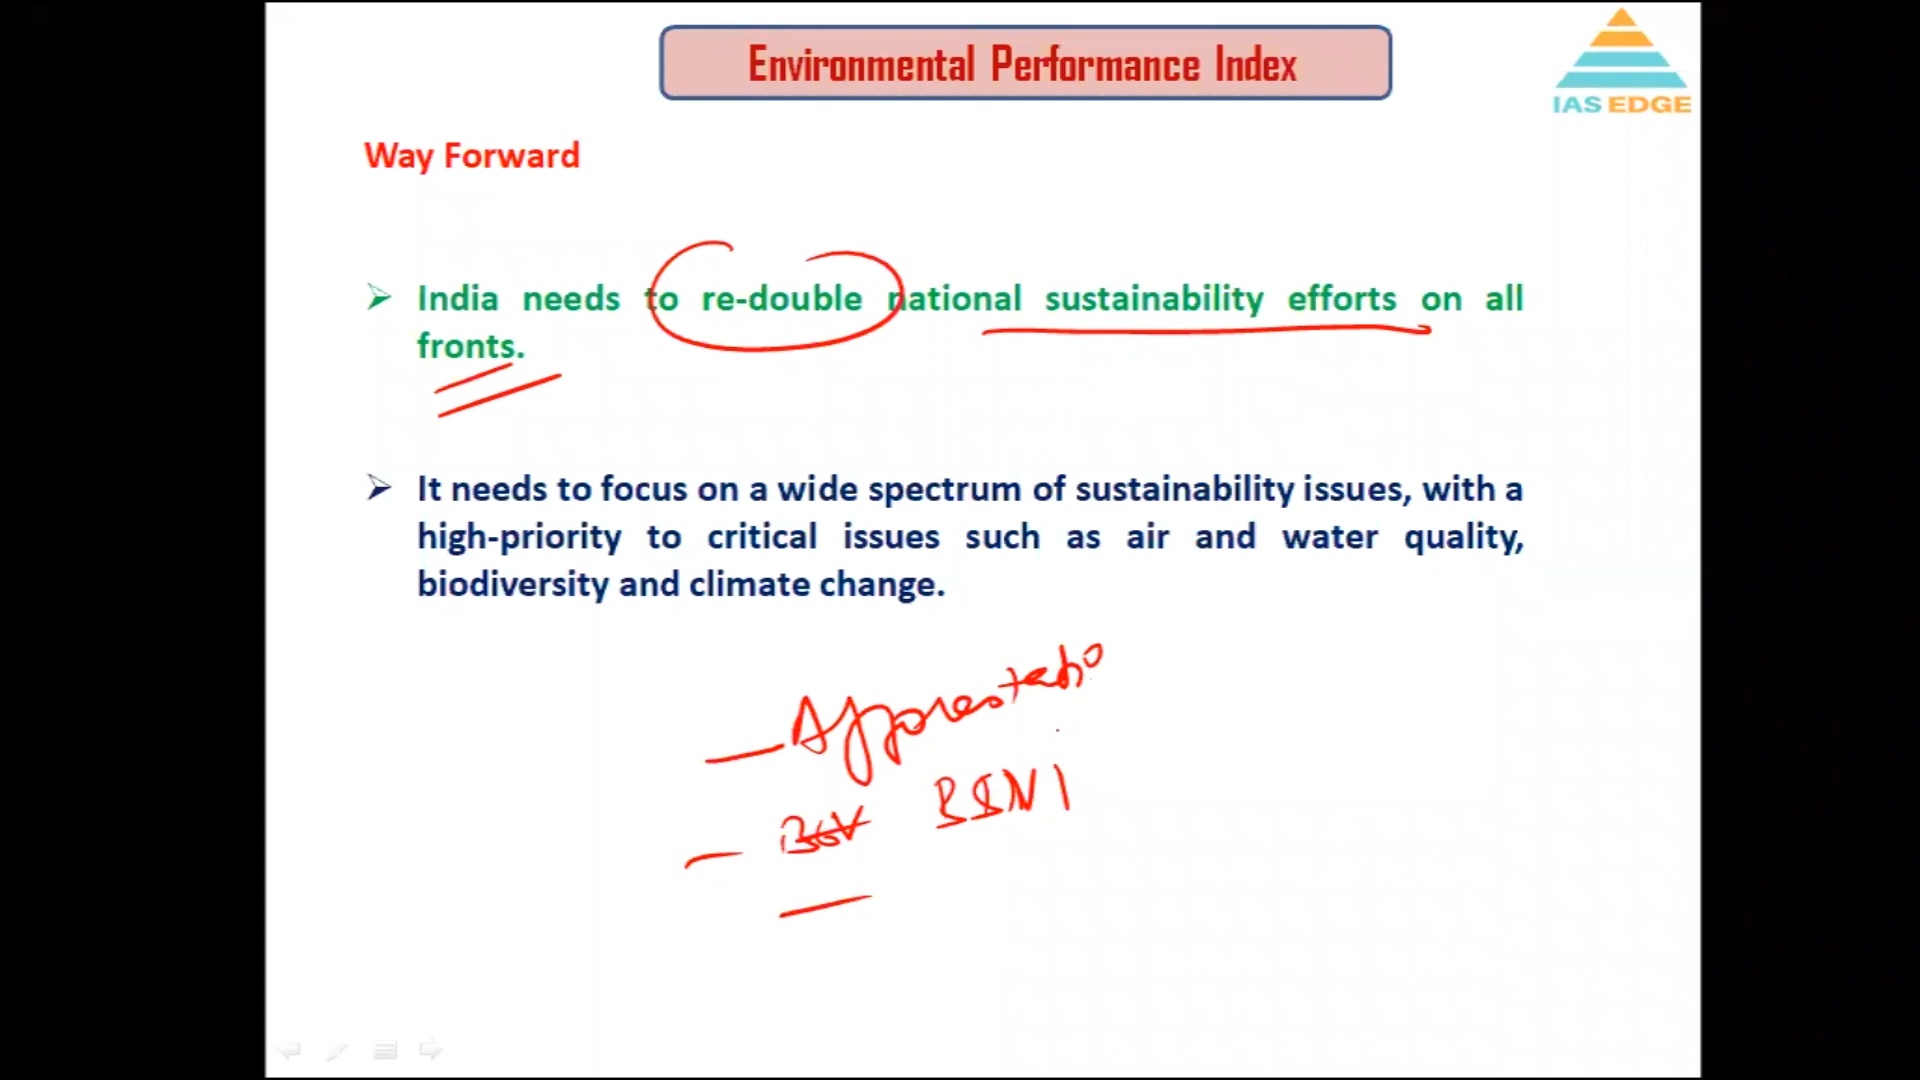 Environmental Performance Index
IAS EDGE
Way Forward
➢ India needs to re-double national sustainability efforts on all
fronts.
➢ It needs to focus on a wide spectrum of sustainability issues, with a
high-priority to critical issues such as air and water quality,
biodiversity and climate change.